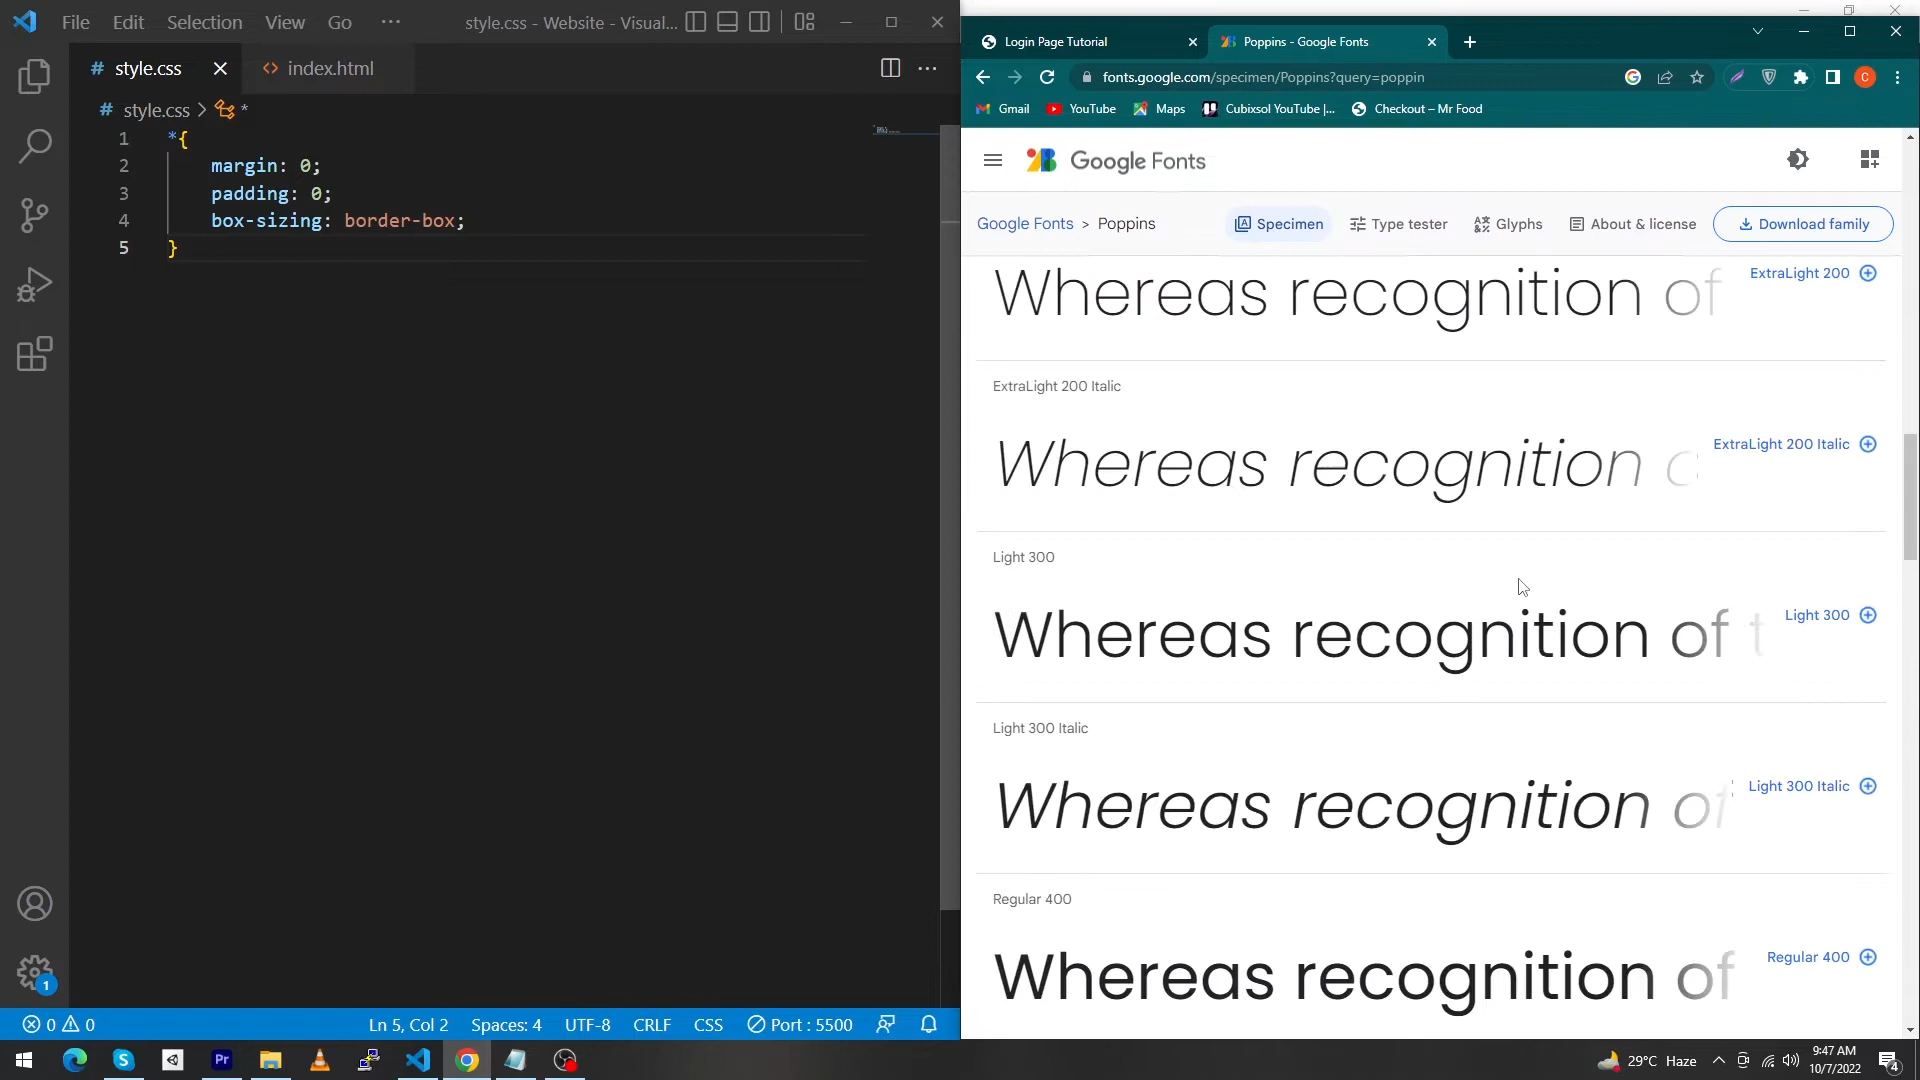 File Edit Selection View Go ···
style.css - Website - Visual...
# style.css
<> index.html
# style.css > *
1 *{
2 margin: 0;
3 padding: 0;
4 box-sizing: border-box;
5 }
1
0 0
Ln 5, Col 2 Spaces: 4 UTF-8 CRLF CSS Port : 5500
Login Page Tutorial
Poppins - Google Fonts
fonts.google.com/specimen/Poppins?query=poppin
C
Gmail YouTube Maps Cubixsol YouTube |... Checkout – Mr Food
Google Fonts
Google Fonts > Poppins Specimen Type tester Glyphs About & license Download family
Whereas recognition of ExtraLight 200
ExtraLight 200 Italic
Whereas recognition ExtraLight 200 Italic
Light 300
Whereas recognition of t Light 300
Light 300 Italic
Whereas recognition of Light 300 Italic
Regular 400
Whereas recognition of Regular 400
Pr
29°C Haze
9:47 AM
10/7/2022
4